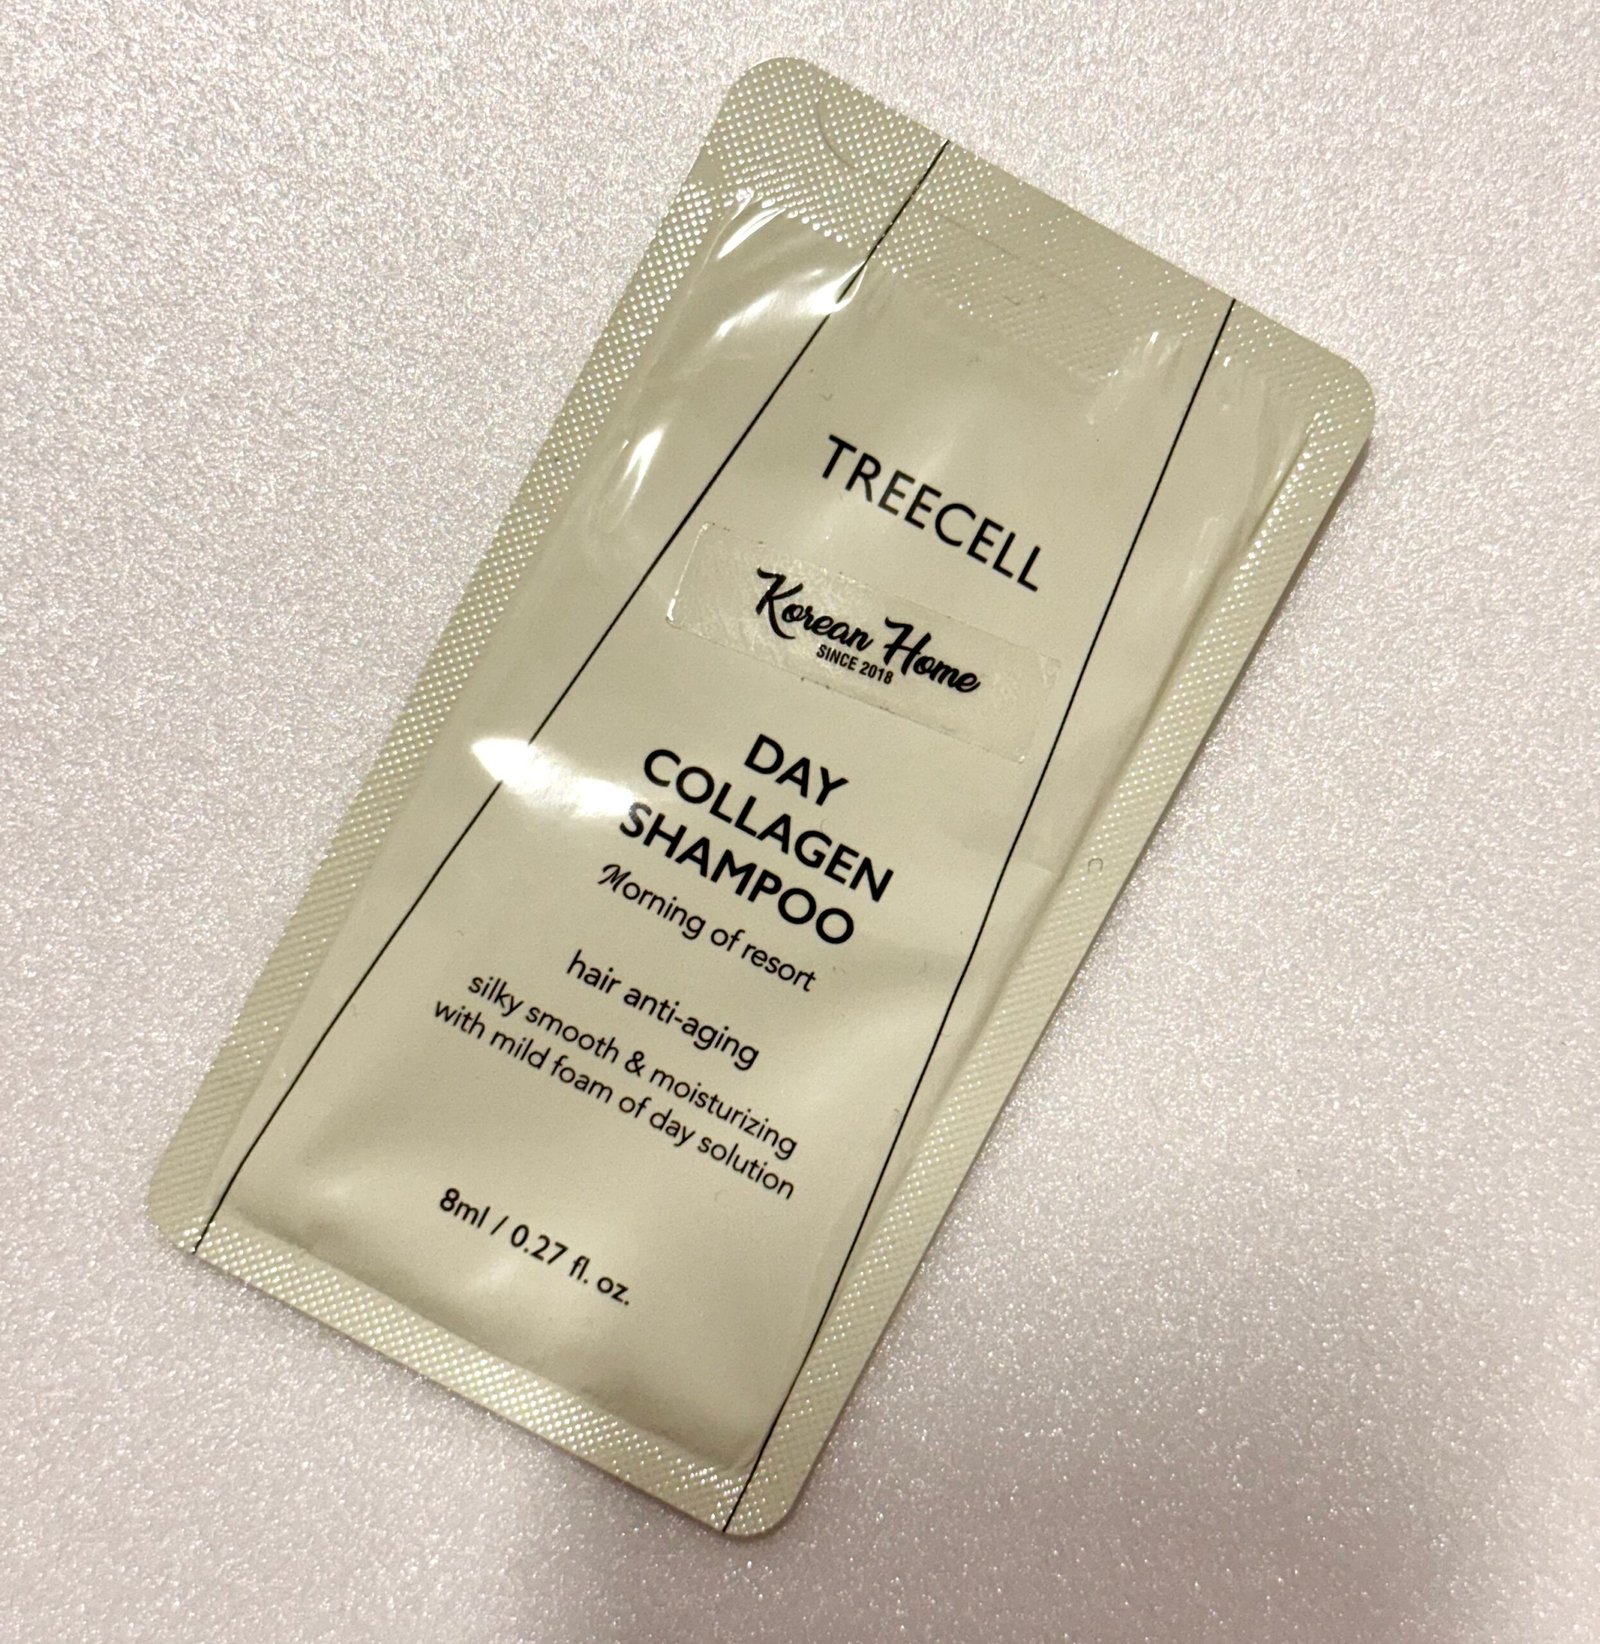 TREECELL
Korean Home
SINCE 2018
DAY
COLLAGEN
SHAMPOO
Morning of resort
hair anti-aging
silky smooth & moisturizing
with mild foam of day solution
8ml / 0.27 fl. oz.